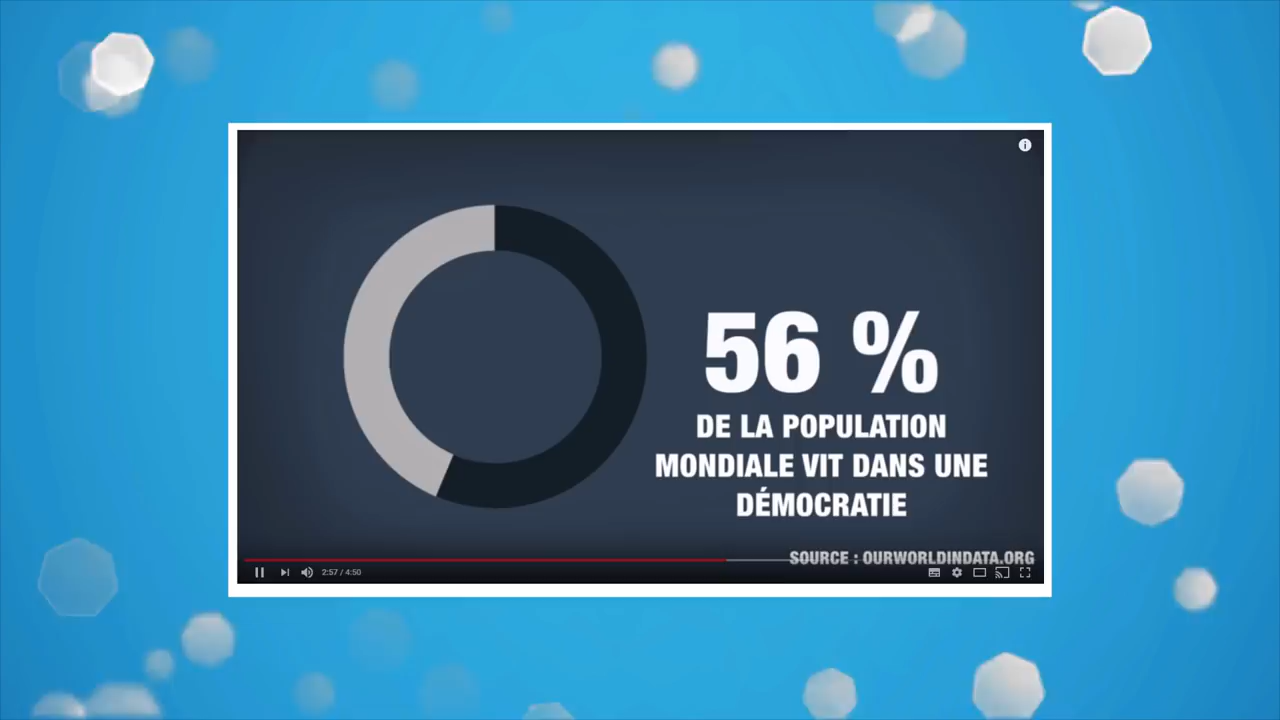 56 %
DE LA POPULATION
MONDIALE VIT DANS UNE
DÉMOCRATIE
SOURCE : OURWORLDINDATA.ORG
2:57 / 4:50